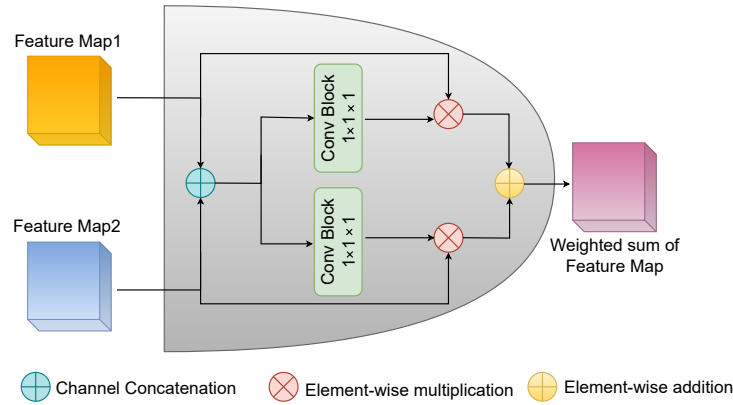 Feature Map1
Conv Block
1×1×1
Feature Map2
Conv Block
1×1×1
Weighted sum of
Feature Map
Channel Concatenation
Element-wise multiplication
Element-wise addition